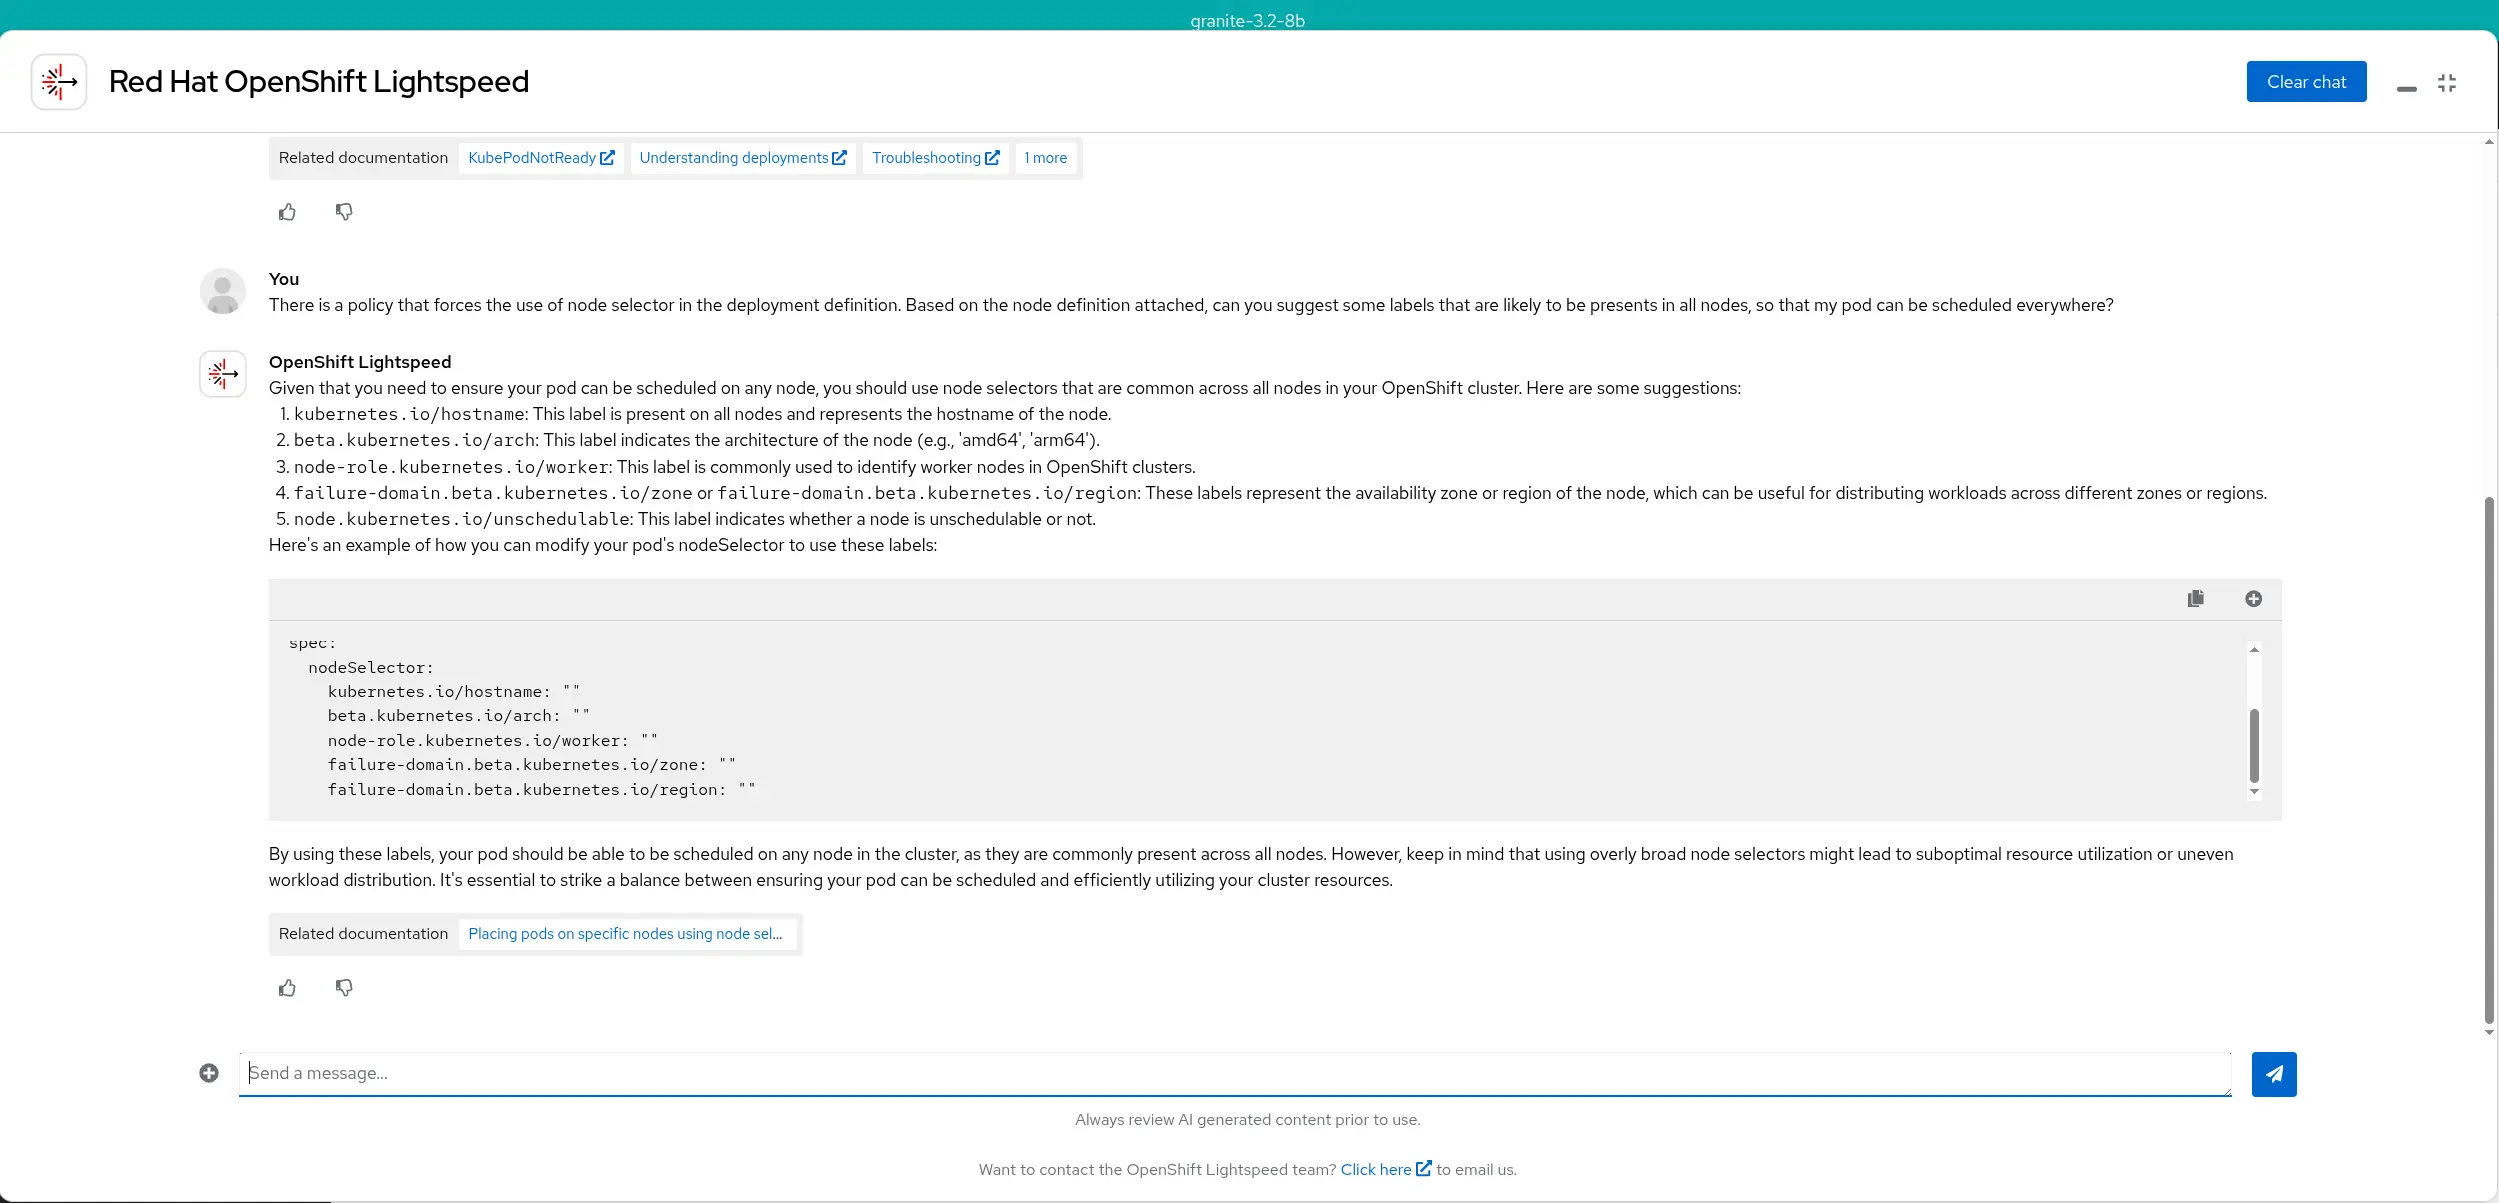 granite-3.2-8b
Red Hat OpenShift Lightspeed
Clear chat
Related documentation KubePodNotReady Understanding deployments Troubleshooting 1 more
You
There is a policy that forces the use of node selector in the deployment definition. Based on the node definition attached, can you suggest some labels that are likely to be presents in all nodes, so that my pod can be scheduled everywhere?
OpenShift Lightspeed
Given that you need to ensure your pod can be scheduled on any node, you should use node selectors that are common across all nodes in your OpenShift cluster. Here are some suggestions:
1. kubernetes.io/hostname: This label is present on all nodes and represents the hostname of the node.
2. beta.kubernetes.io/arch: This label indicates the architecture of the node (e.g., 'amd64', 'arm64').
3. node-role.kubernetes.io/worker: This label is commonly used to identify worker nodes in OpenShift clusters.
4. failure-domain.beta.kubernetes.io/zone or failure-domain.beta.kubernetes.io/region: These labels represent the availability zone or region of the node, which can be useful for distributing workloads across different zones or regions.
5. node.kubernetes.io/unschedulable: This label indicates whether a node is unschedulable or not.
Here's an example of how you can modify your pod's nodeSelector to use these labels:
spec:
nodeSelector:
kubernetes.io/hostname: ""
beta.kubernetes.io/arch: ""
node-role.kubernetes.io/worker: ""
failure-domain.beta.kubernetes.io/zone: ""
failure-domain.beta.kubernetes.io/region: ""
By using these labels, your pod should be able to be scheduled on any node in the cluster, as they are commonly present across all nodes. However, keep in mind that using overly broad node selectors might lead to suboptimal resource utilization or uneven
workload distribution. It's essential to strike a balance between ensuring your pod can be scheduled and efficiently utilizing your cluster resources.
Related documentation Placing pods on specific nodes using node sel...
Send a message...
Always review AI generated content prior to use.
Want to contact the OpenShift Lightspeed team? Click here to email us.